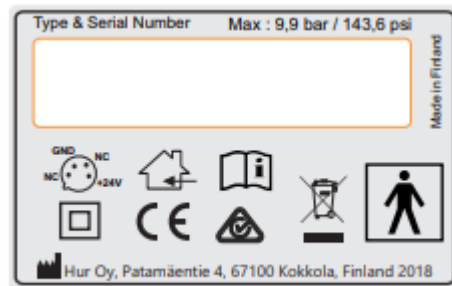 Type & Serial Number Max : 9,9 bar / 143,6 psi
Made in Finland
GND NC
NC +24V
i
CE
Hur Oy, Patamäentie 4, 67100 Kokkola, Finland 2018